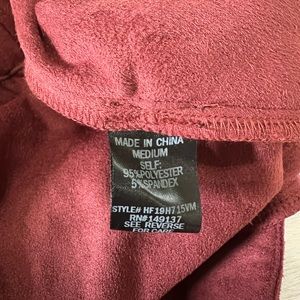 MADE IN CHINA
MEDIUM
SELF:
95%POLYESTER
5%SPANDEX
STYLE# HF19H715VM
RN#149137
SEE REVERSE
FOR CARE